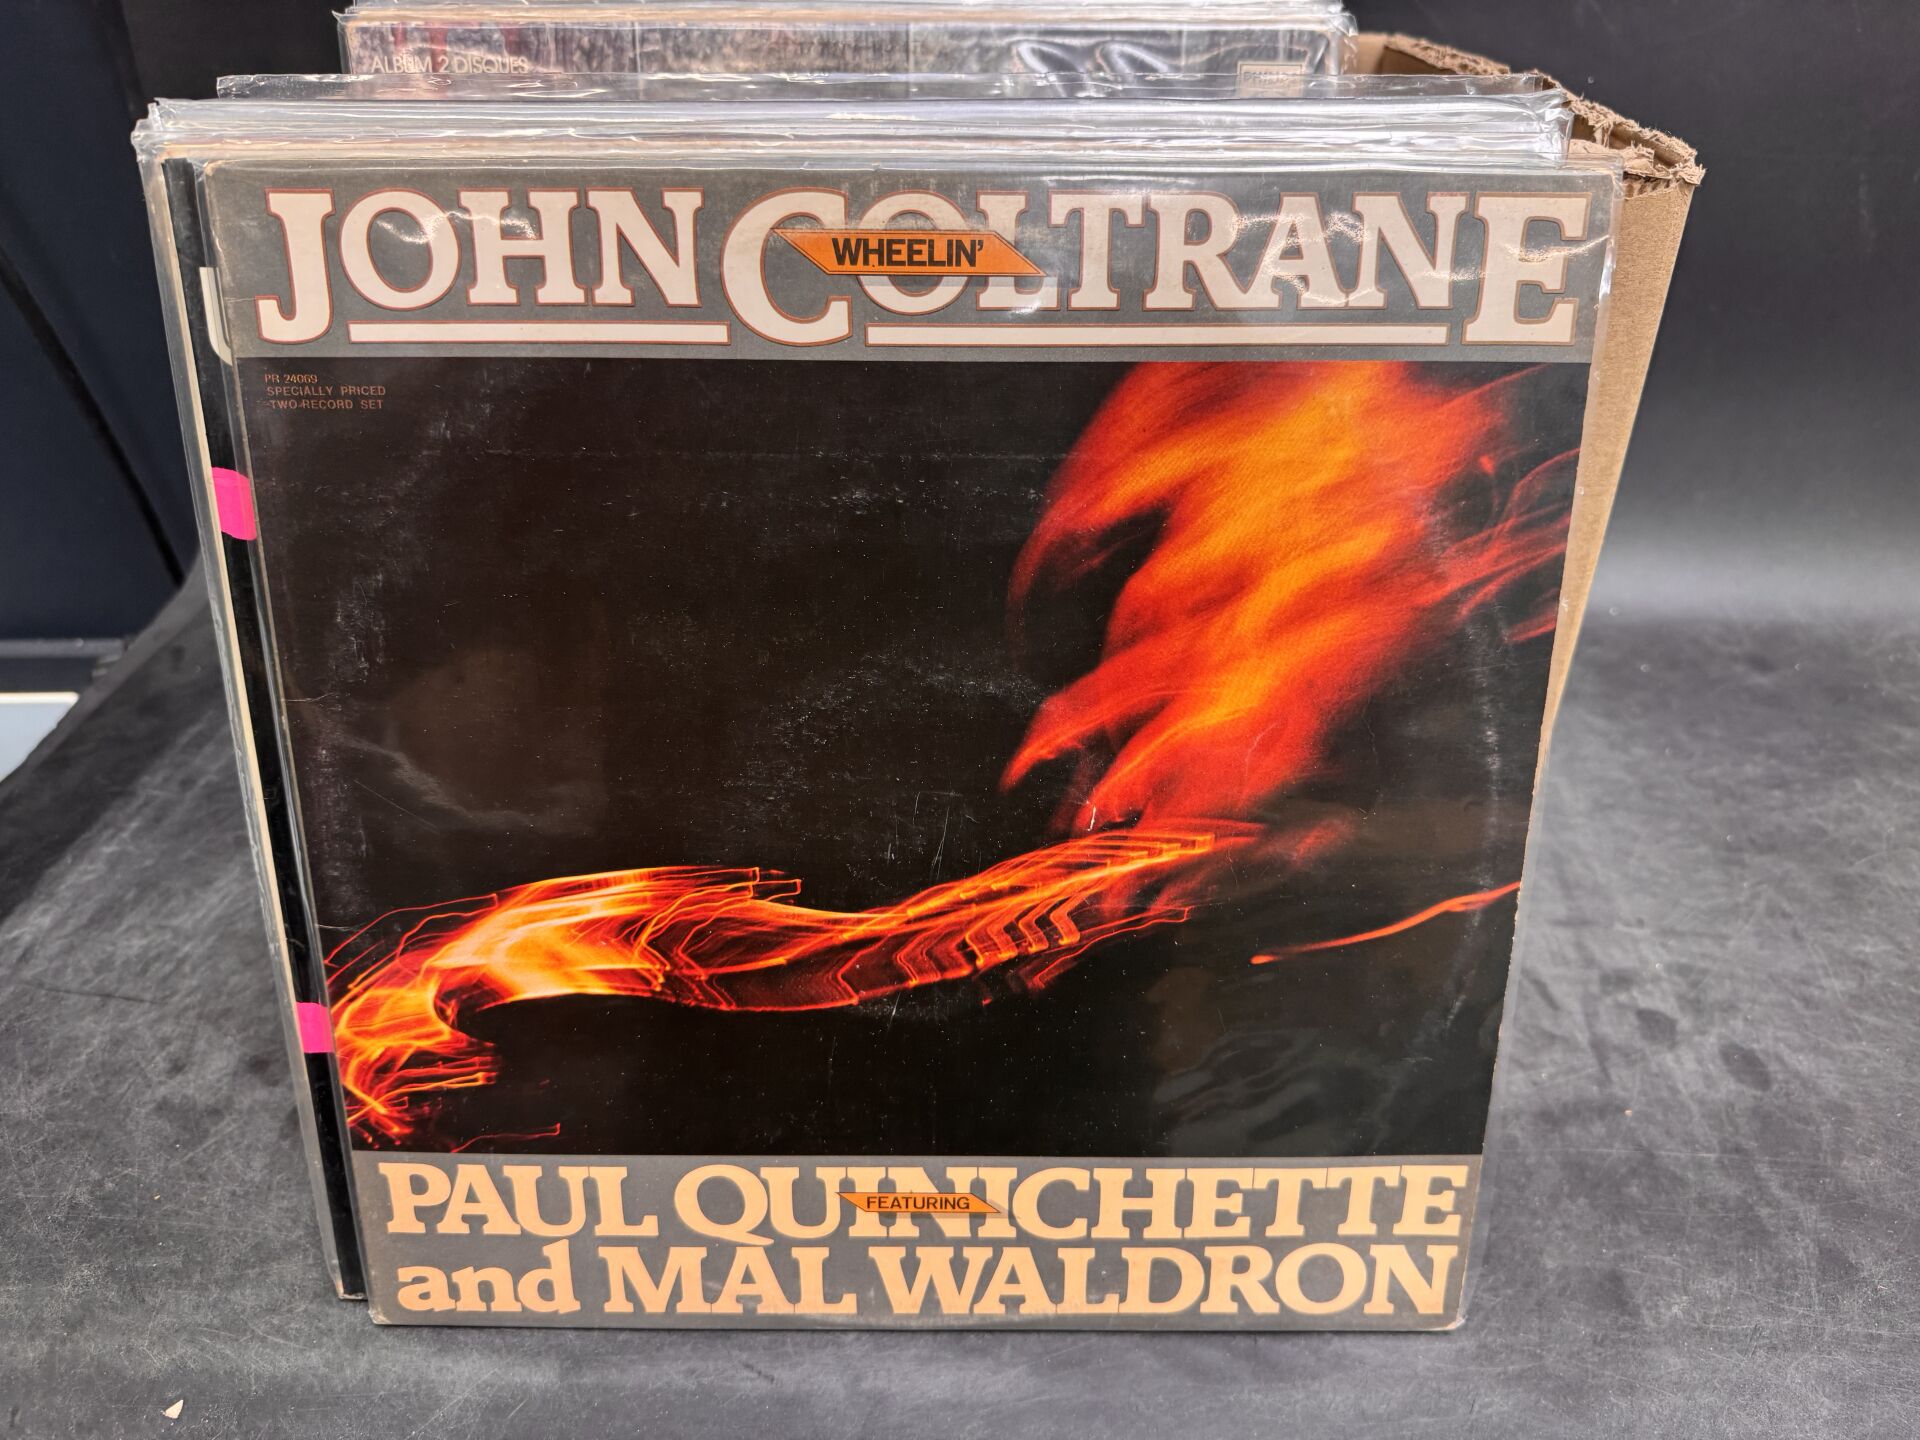 ALBUM 2 DISQUES
JOHN COLTRANE
WHEELIN'
PR 24069
SPECIALLY PRICED
TWO-RECORD SET
PAUL QUINICHETTE
FEATURING
and MAL WALDRON